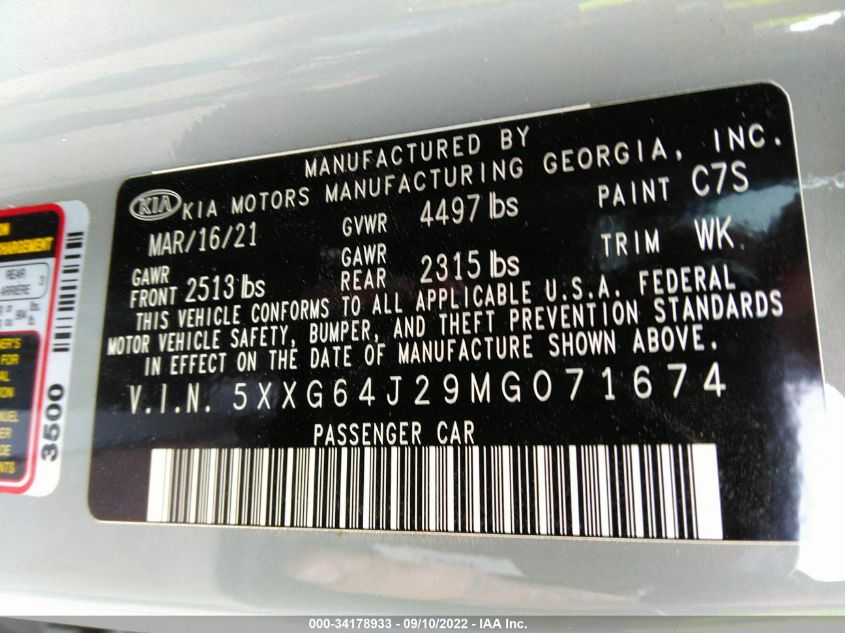 MANUFACTURED BY
KIA KIA MOTORS MANUFACTURING GEORGIA, INC.
MAR/16/21 GVWR 4497 lbs PAINT C7S
GAWR FRONT 2513 lbs GAWR REAR 2315 lbs TRIM WK
THIS VEHICLE CONFORMS TO ALL APPLICABLE U.S.A. FEDERAL
MOTOR VEHICLE SAFETY, BUMPER, AND THEFT PREVENTION STANDARDS
IN EFFECT ON THE DATE OF MANUFACTURE SHOWN ABOVE.
V.I.N. 5XXG64J29MG071674
PASSENGER CAR
REAR
ARRIERE
3500
000-34178933 - 09/10/2022 - IAA Inc.